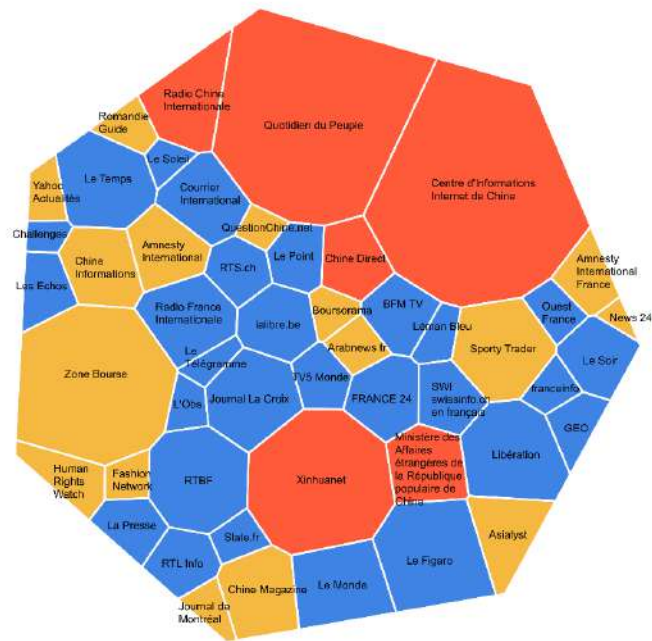 Radio China
Internationale
Romandie
Guide
Quotidien du Peuple
Le Soleil
Le Temps
Courrier
International
Centre d'Informations
Internet de Chine
Yahoo
Actualités
QuestionChine.net
Challenges
Chine
Informations
Amnesty
International
RTS.ch
Le Point
Chine Direct
Amnesty
International
France
Les Echos
Radio France
Internationale
lalibre.be
Boursorama
BFM TV
Léman Bleu
Ouest
France
News 24
Arabnews fr
Sporty Trader
Le
Télégramme
Le Soir
Zone Bourse
TV5 Monde
L'Obs
Journal La Croix
FRANCE 24
SWI
swissinfo.ch
en français
franceinfo
GEO
Human
Rights
Watch
Fashion
Network
RTBF
Xinhuanet
Ministère des
Affaires
étrangères de
la République
populaire de
Chine
Libération
La Presse
Slate.fr
Asialyst
RTL Info
Chine Magazine
Le Monde
Le Figaro
Journal de
Montréal